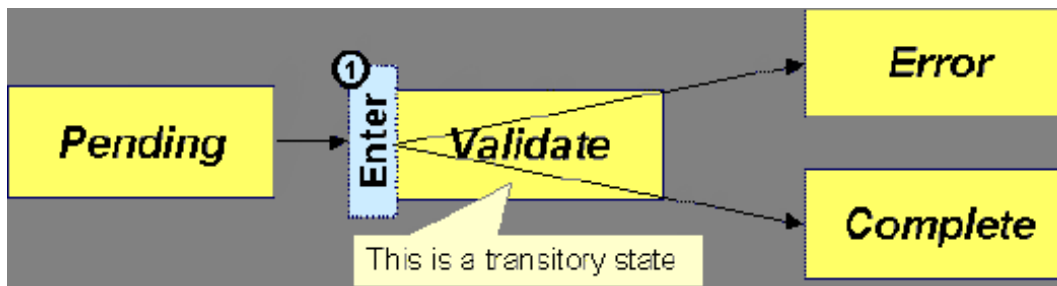 Error
1
Pending
Enter
Validate
Complete
This is a transitory state